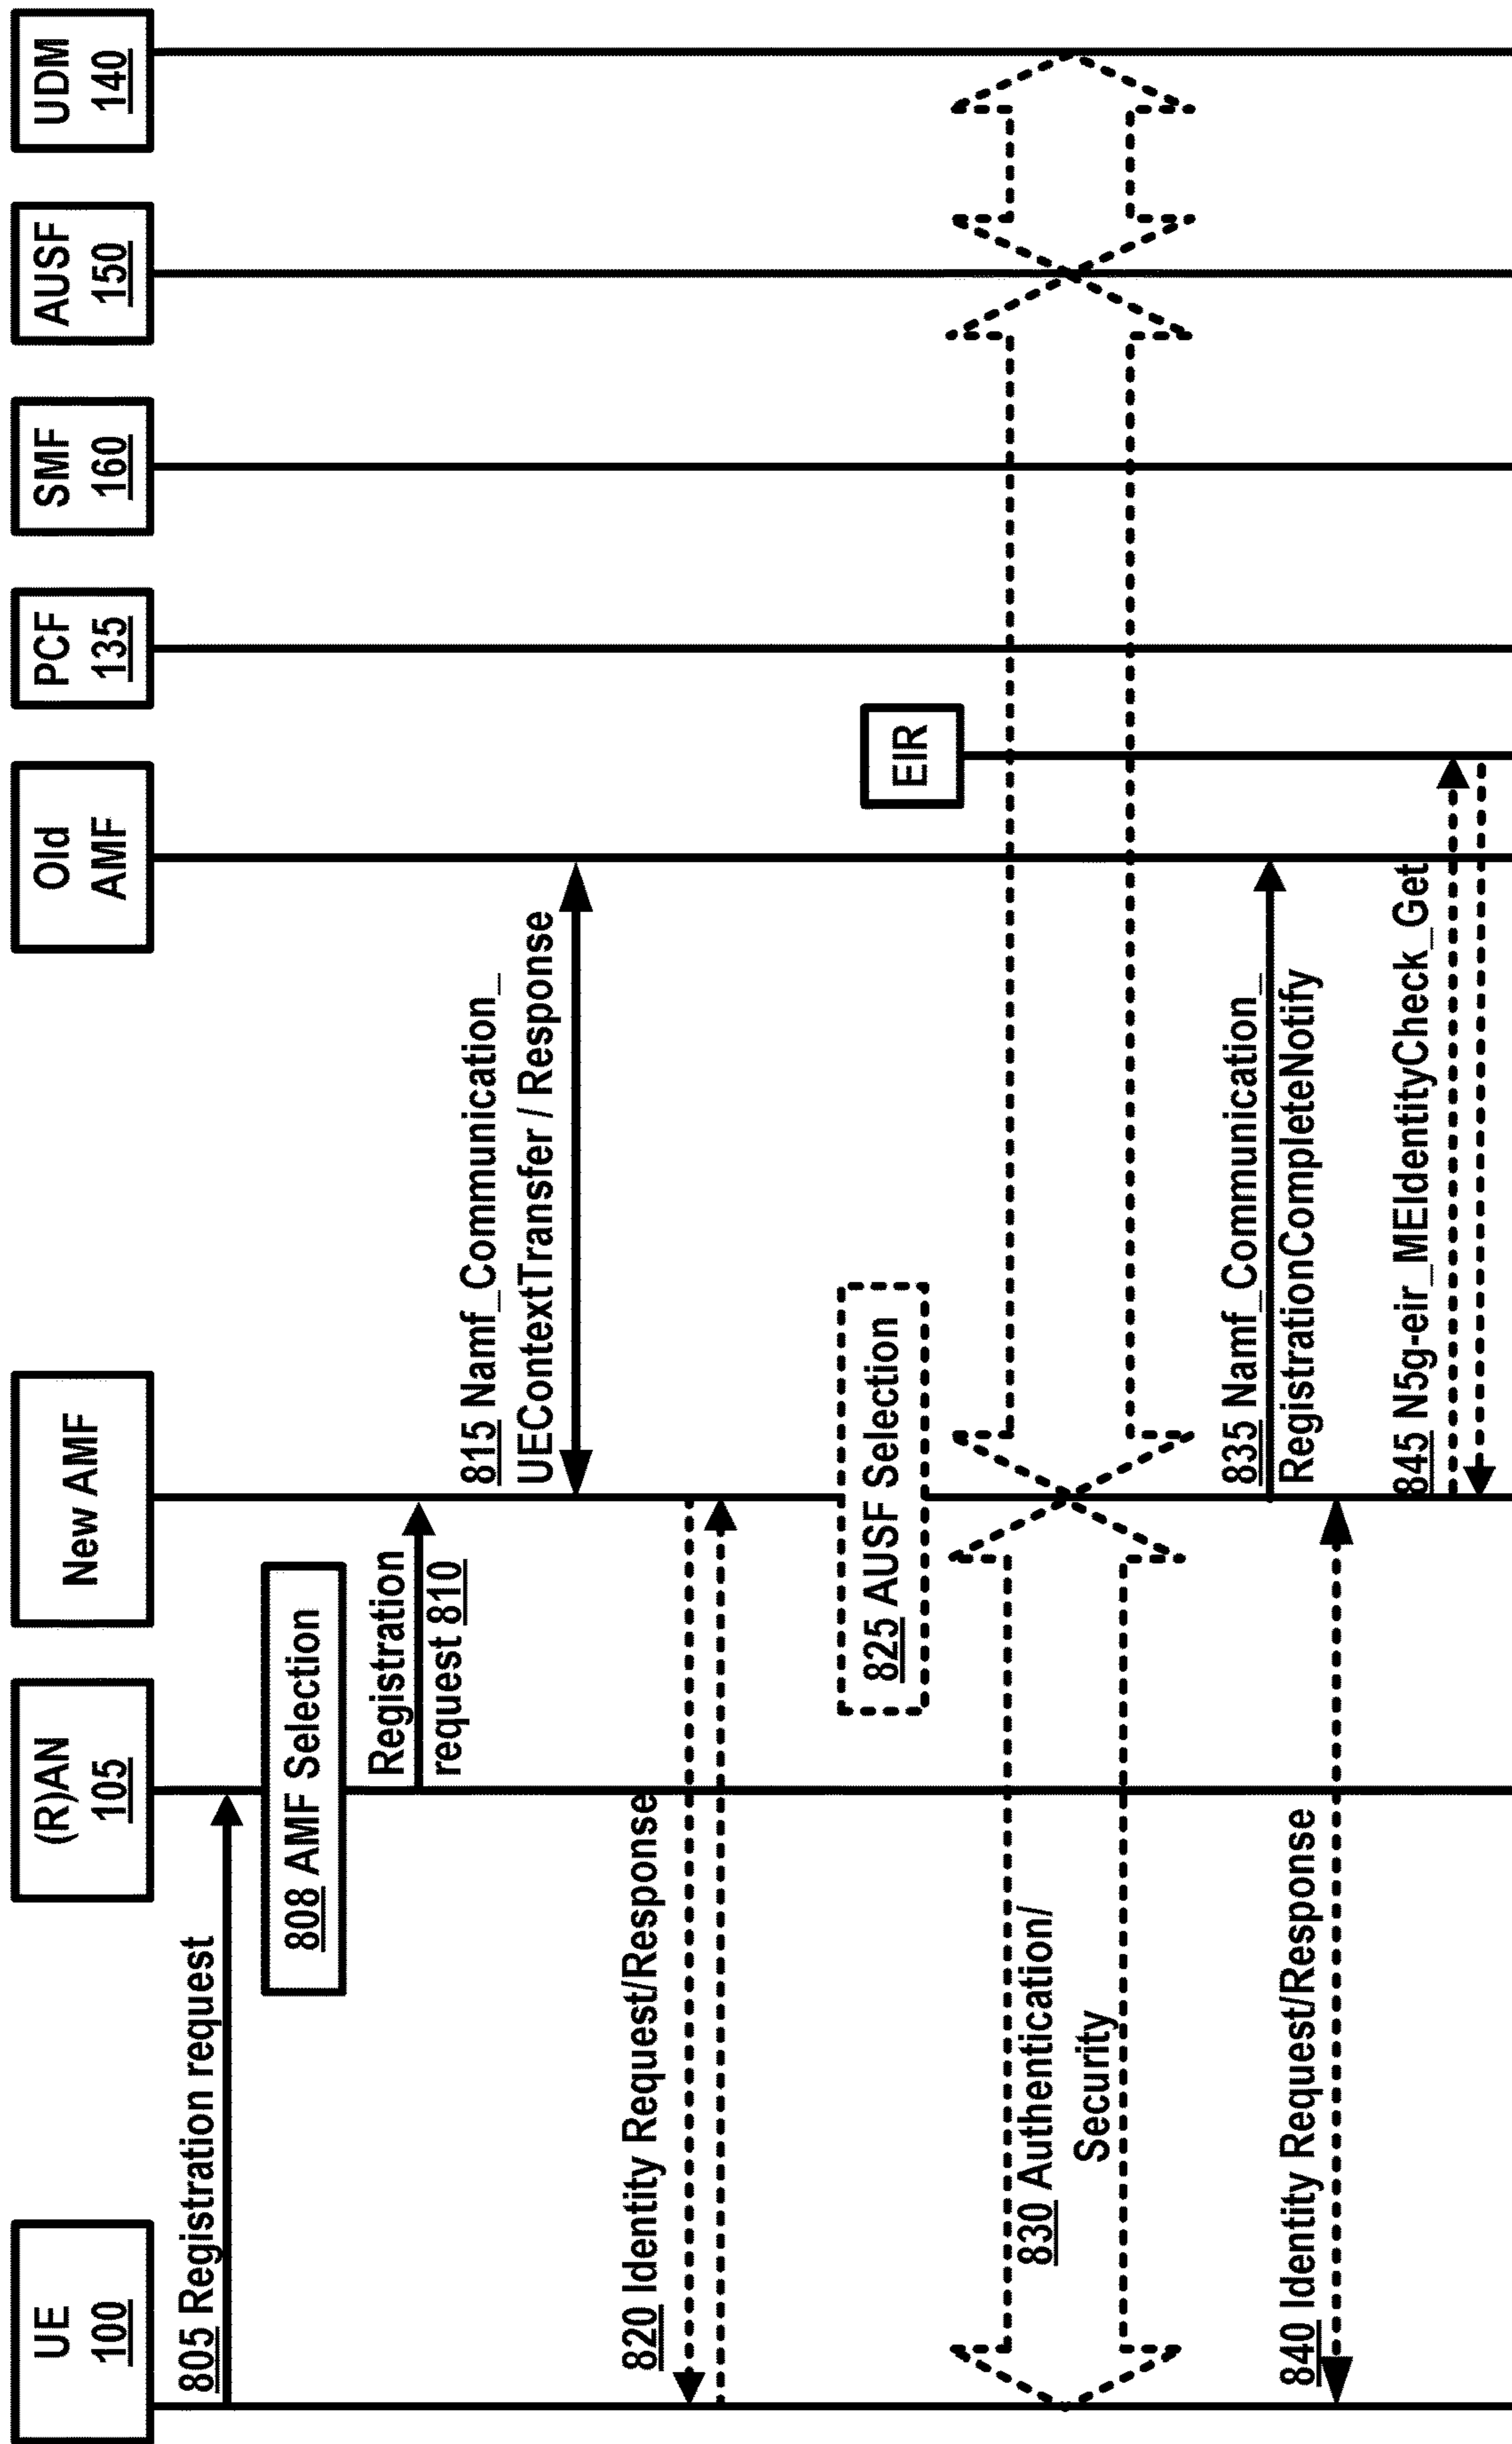 UE
100
(R)AN
105
New AMF
Old
AMF
PCF
135
SMF
160
AUSF
150
UDM
140
805 Registration request
808 AMF Selection
Registration
request 810
815 Namf_Communication_
UEContextTransfer / Response
820 Identity Request/Response
825 AUSF Selection
EIR
830 Authentication/
Security
835 Namf_Communication_
RegistrationCompleteNotify
840 Identity Request/Response
845 N5g-eir_MEIdentityCheck_Get